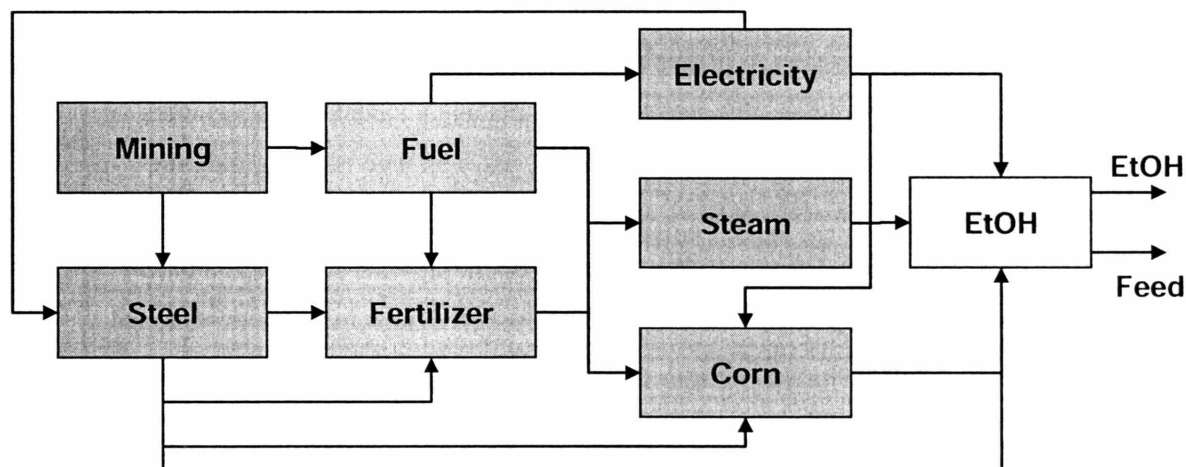 Electricity
Mining
Fuel
EtOH
Steam
EtOH
Steel
Fertilizer
Feed
Corn